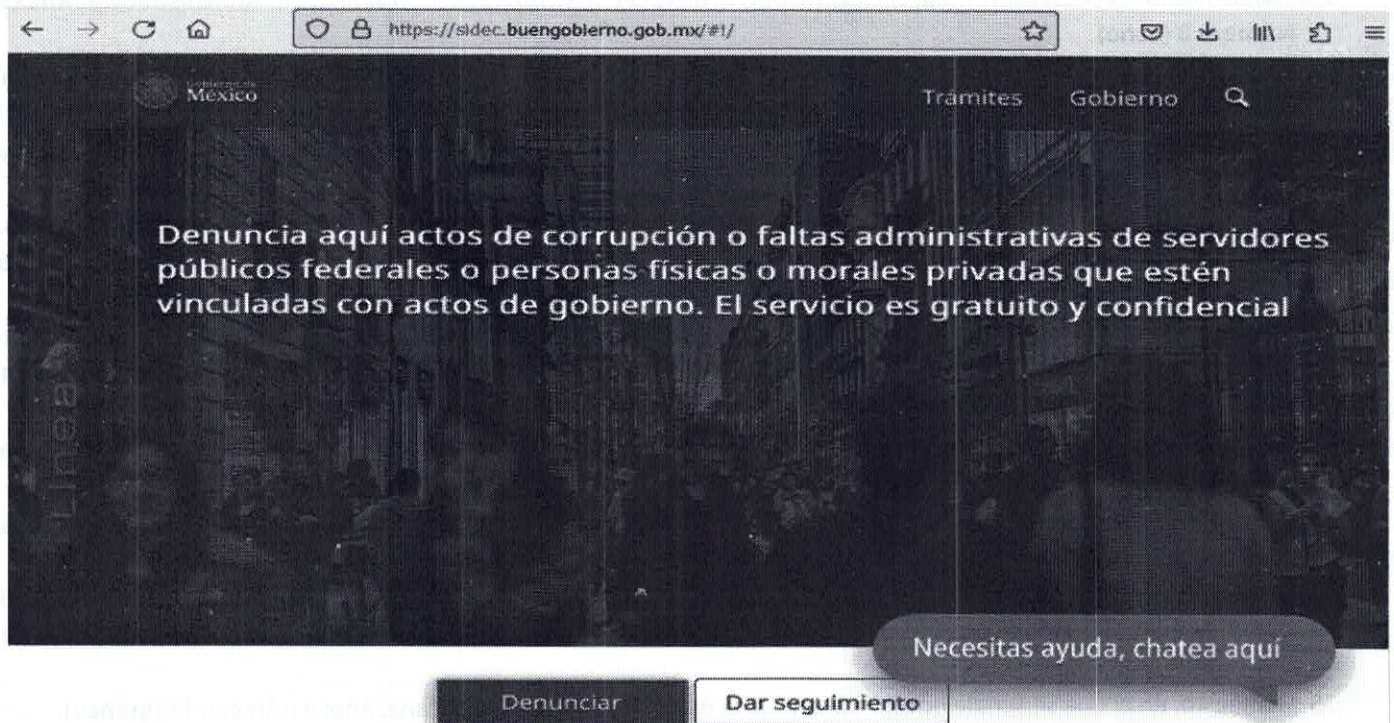 https://sidec.buengobierno.gob.mx/#!/
México
Trámites Gobierno
Denuncia aquí actos de corrupción o faltas administrativas de servidores
públicos federales o personas físicas o morales privadas que estén
vinculadas con actos de gobierno. El servicio es gratuito y confidencial
Línea
Necesitas ayuda, chatea aquí
Denunciar Dar seguimiento